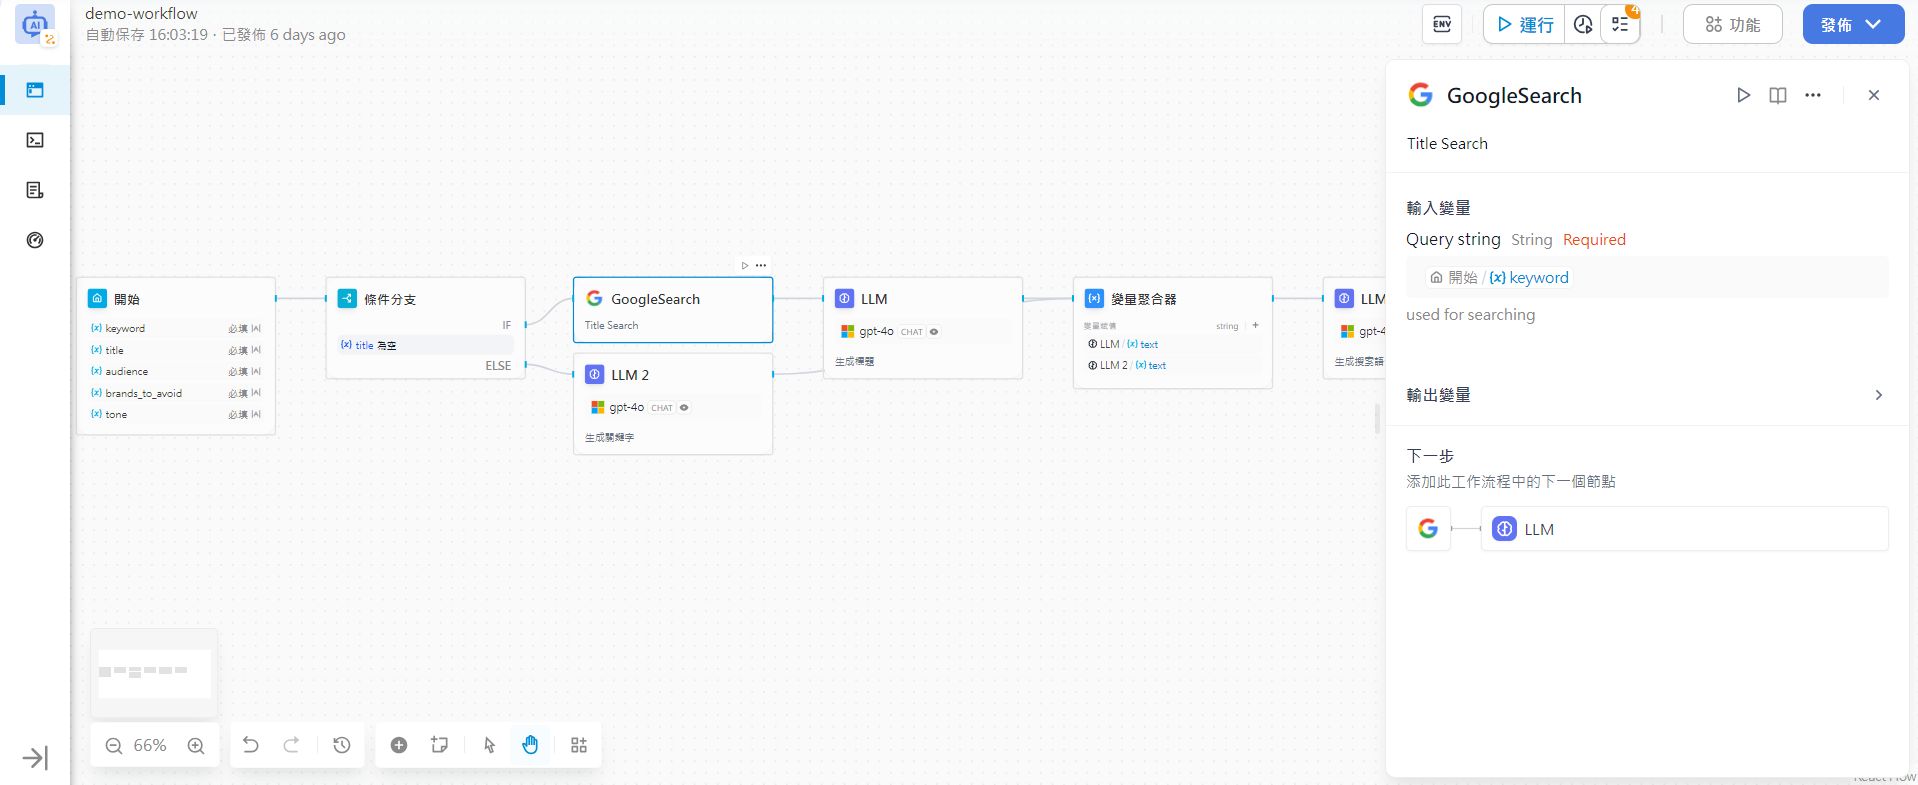 demo-workflow
自動保存 16:03:19 · 已發佈 6 days ago
ENV
運行
4
功能
發佈
開始
keyword 必填
title 必填
audience 必填
brands_to_avoid 必填
tone 必填
條件分支
IF
title 為空
ELSE
GoogleSearch
Title Search
LLM 2
gpt-4o CHAT
生成關鍵字
LLM
gpt-4o CHAT
生成標題
變量聚合器
變量賦值 string +
LLM / {x} text
LLM 2 / {x} text
LLM
gpt-4
生成搜索語
GoogleSearch
Title Search
輸入變量
Query string String Required
開始 / {x} keyword
used for searching
輸出變量
下一步
添加此工作流程中的下一個節點
LLM
66%
React Flow